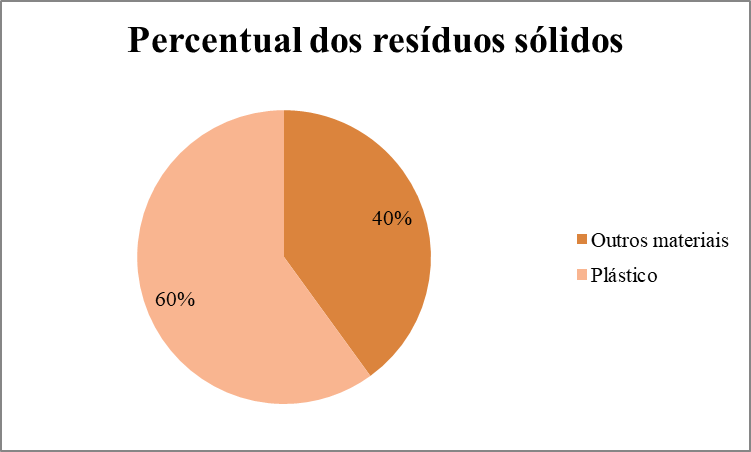 Percentual dos resíduos sólidos
40%
60%
Outros materiais
Plástico